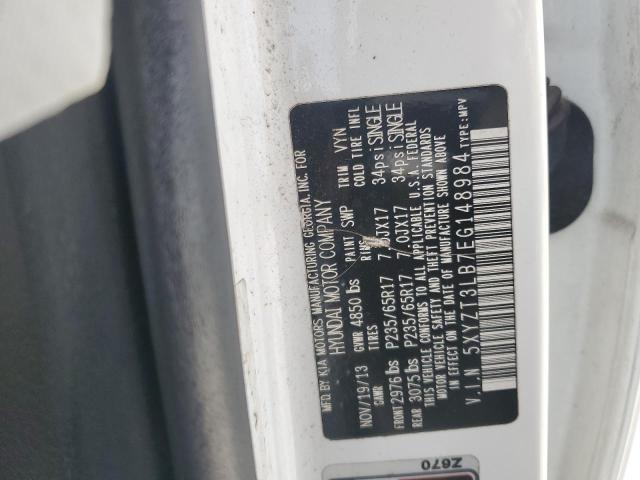 MFD. BY KIA MOTORS MANUFACTURING GEORGIA, INC. FOR
HYUNDAI MOTOR COMPANY
NOV/19/13 GVWR 4850 lbs PAINT SWP TRIM VYN
GAWR TIRES RIMS COLD TIRE INFL
FRONT 2976 lbs P235/65R17 7.0JX17 34psi SINGLE
REAR 3075 lbs P235/65R17 7.0JX17 34psi SINGLE
THIS VEHICLE CONFORMS TO ALL APPLICABLE U.S.A. FEDERAL
MOTOR VEHICLE SAFETY AND THEFT PREVENTION STANDARDS
IN EFFECT ON THE DATE OF MANUFACTURE SHOWN ABOVE
V.I.N 5XYZT3LB7EG148984 TYPE:MPV
Z670